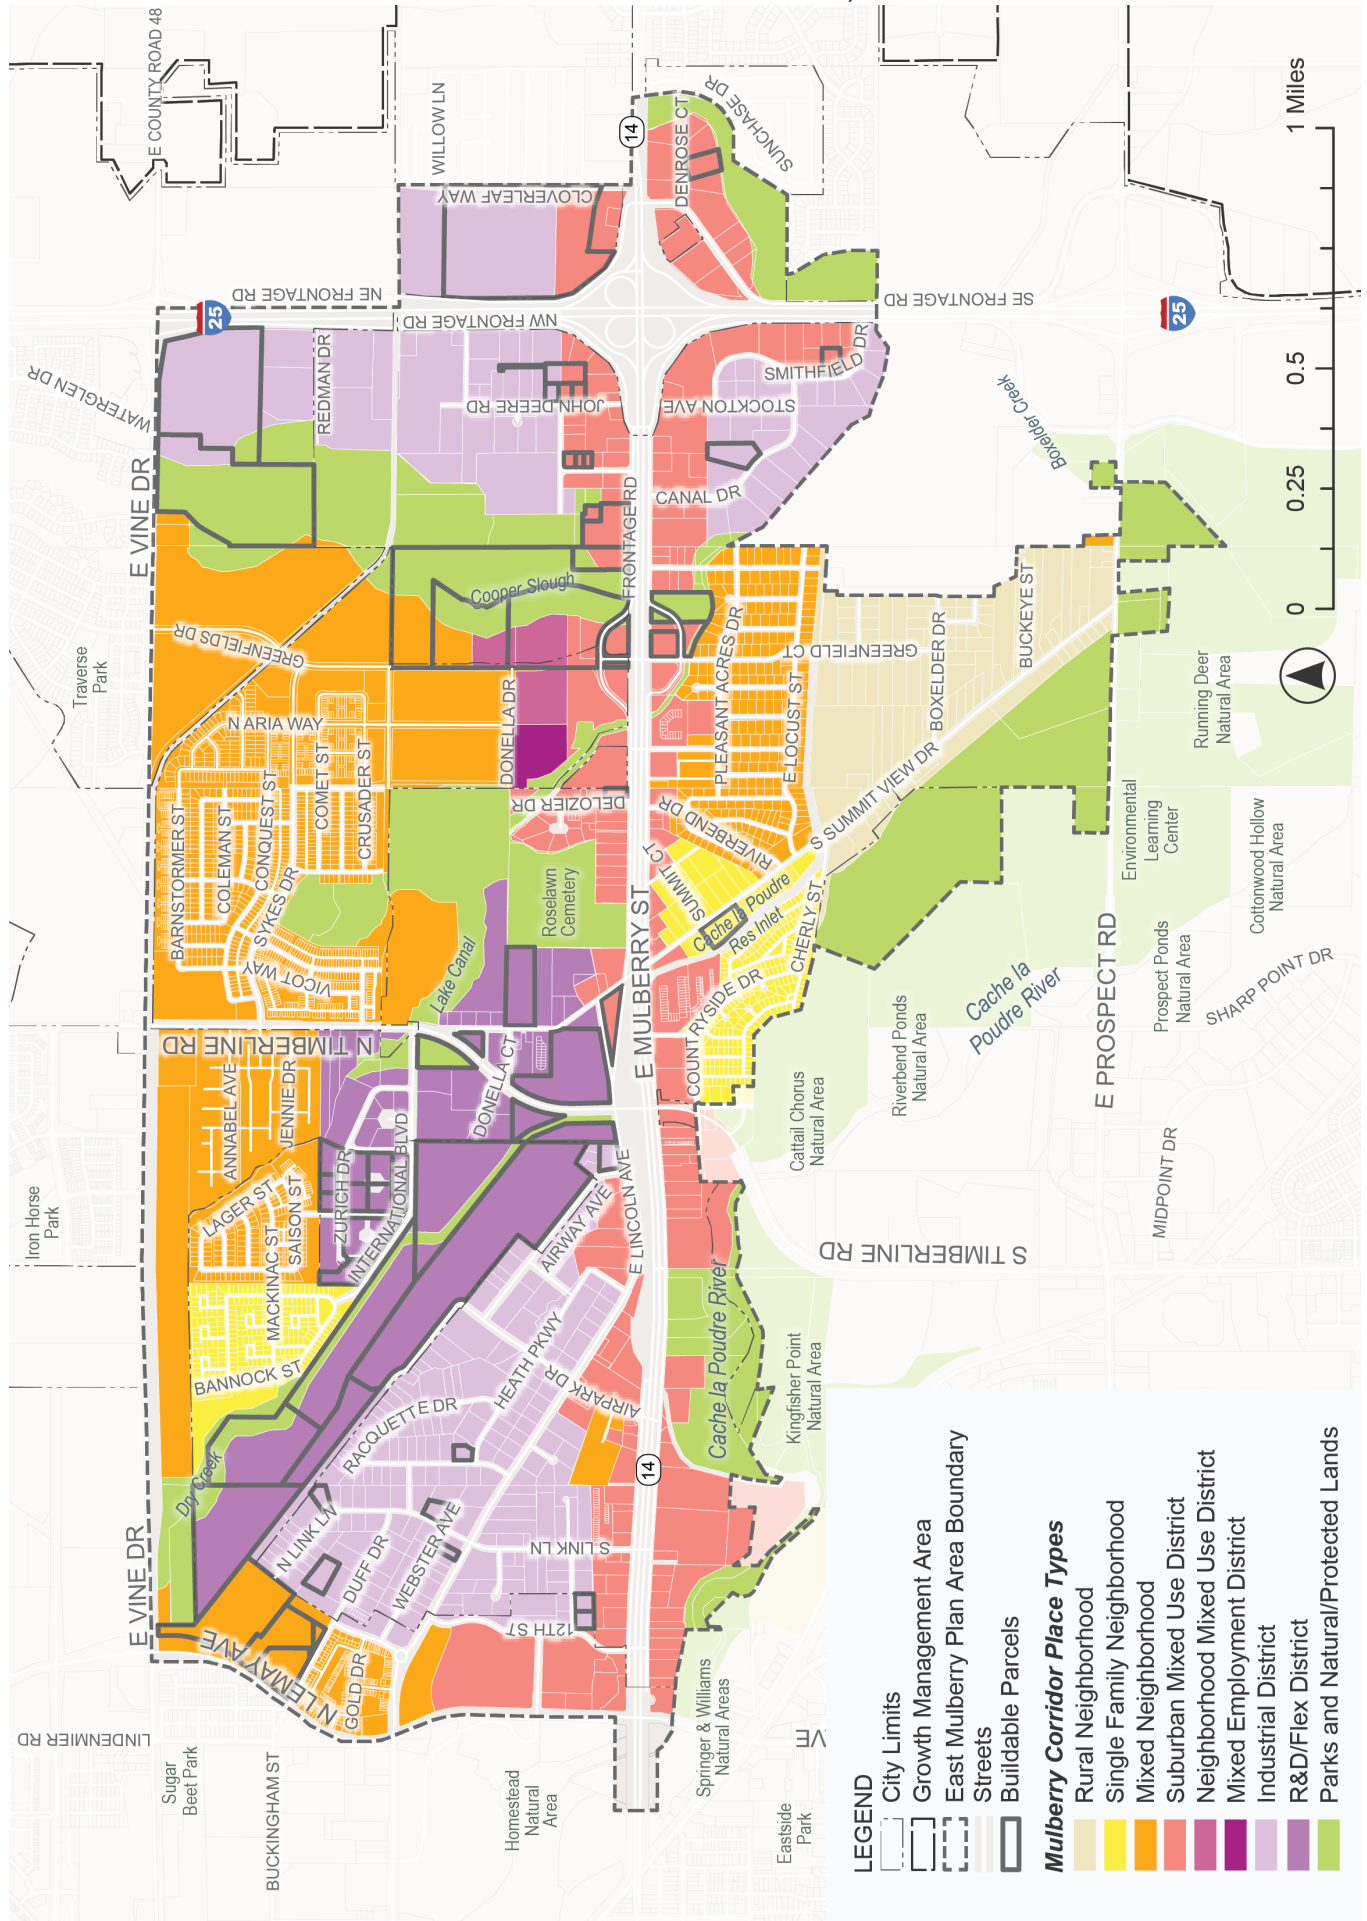 LINDENMIER RD
Sugar
Beet Park
BUCKINGHAM ST
Homestead
Natural
Area
Springer & Williams
Natural Areas
Eastside
Park
VE
E VINE DR
N LEMAY AVE
GOLD DR
12TH ST
N LINK LN
DUFF DR
WEBSTER AVE
S LINK LN
RACQUETTE DR
HEATH PKWY
AIRPARK DR
AIRWAY AVE
E LINCOLN AVE
14
Dry Creek
BANNOCK ST
MACKINAC ST
SAISON ST
LAGER ST
ZURICH DR
INTERNATIONAL BLVD
Iron Horse
Park
ANNABEL AVE
JENNIE DR
N TIMBERLINE RD
DONELLA CT
Cache la Poudre River
Kingfisher Point
Natural Area
S TIMBERLINE RD
MIDPOINT DR
SHARP POINT DR
Cattail Chorus
Natural Area
Riverbend Ponds
Natural Area
Cache la
Poudre River
Prospect Ponds
Natural Area
Cottonwood Hollow
Natural Area
Environmental
Learning
Center
Running Deer
Natural Area
E PROSPECT RD
E MULBERRY ST
COUNTRYSIDE DR
CHERLY ST
Cache la Poudre
Res Inlet
SUMMIT CT
RIVERBEND DR
S SUMMIT VIEW DR
Lake Canal
Roselawn
Cemetery
VICOT WAY
SYKES DR
BARNSTORMER ST
COLEMAN ST
CONQUEST ST
COMET ST
CRUSADER ST
N ARIA WAY
DELOZIER DR
DONELLA DR
GREENFIELDS DR
Traverse
Park
E VINE DR
Cooper Slough
FRONTAGE RD
PLEASANT ACRES DR
E LOCUST ST
GREENFIELD CT
BOXELDER DR
BUCKEYE ST
Boxelder Creek
CANAL DR
STOCKTON AVE
SMITHFIELD DR
JOHN DEERE RD
REDMAN DR
WATERGLEN DR
NW FRONTAGE RD
NE FRONTAGE RD
SE FRONTAGE RD
25
25
E COUNTY ROAD 48
WILLOW LN
CLOVERLEAF WAY
14
DENROSE CT
SUNCHASE DR
0
0.25
0.5
1 Miles
LEGEND
City Limits
Growth Management Area
East Mulberry Plan Area Boundary
Streets
Buildable Parcels
Mulberry Corridor Place Types
Rural Neighborhood
Single Family Neighborhood
Mixed Neighborhood
Suburban Mixed Use District
Neighborhood Mixed Use District
Mixed Employment District
Industrial District
R&D/Flex District
Parks and Natural/Protected Lands